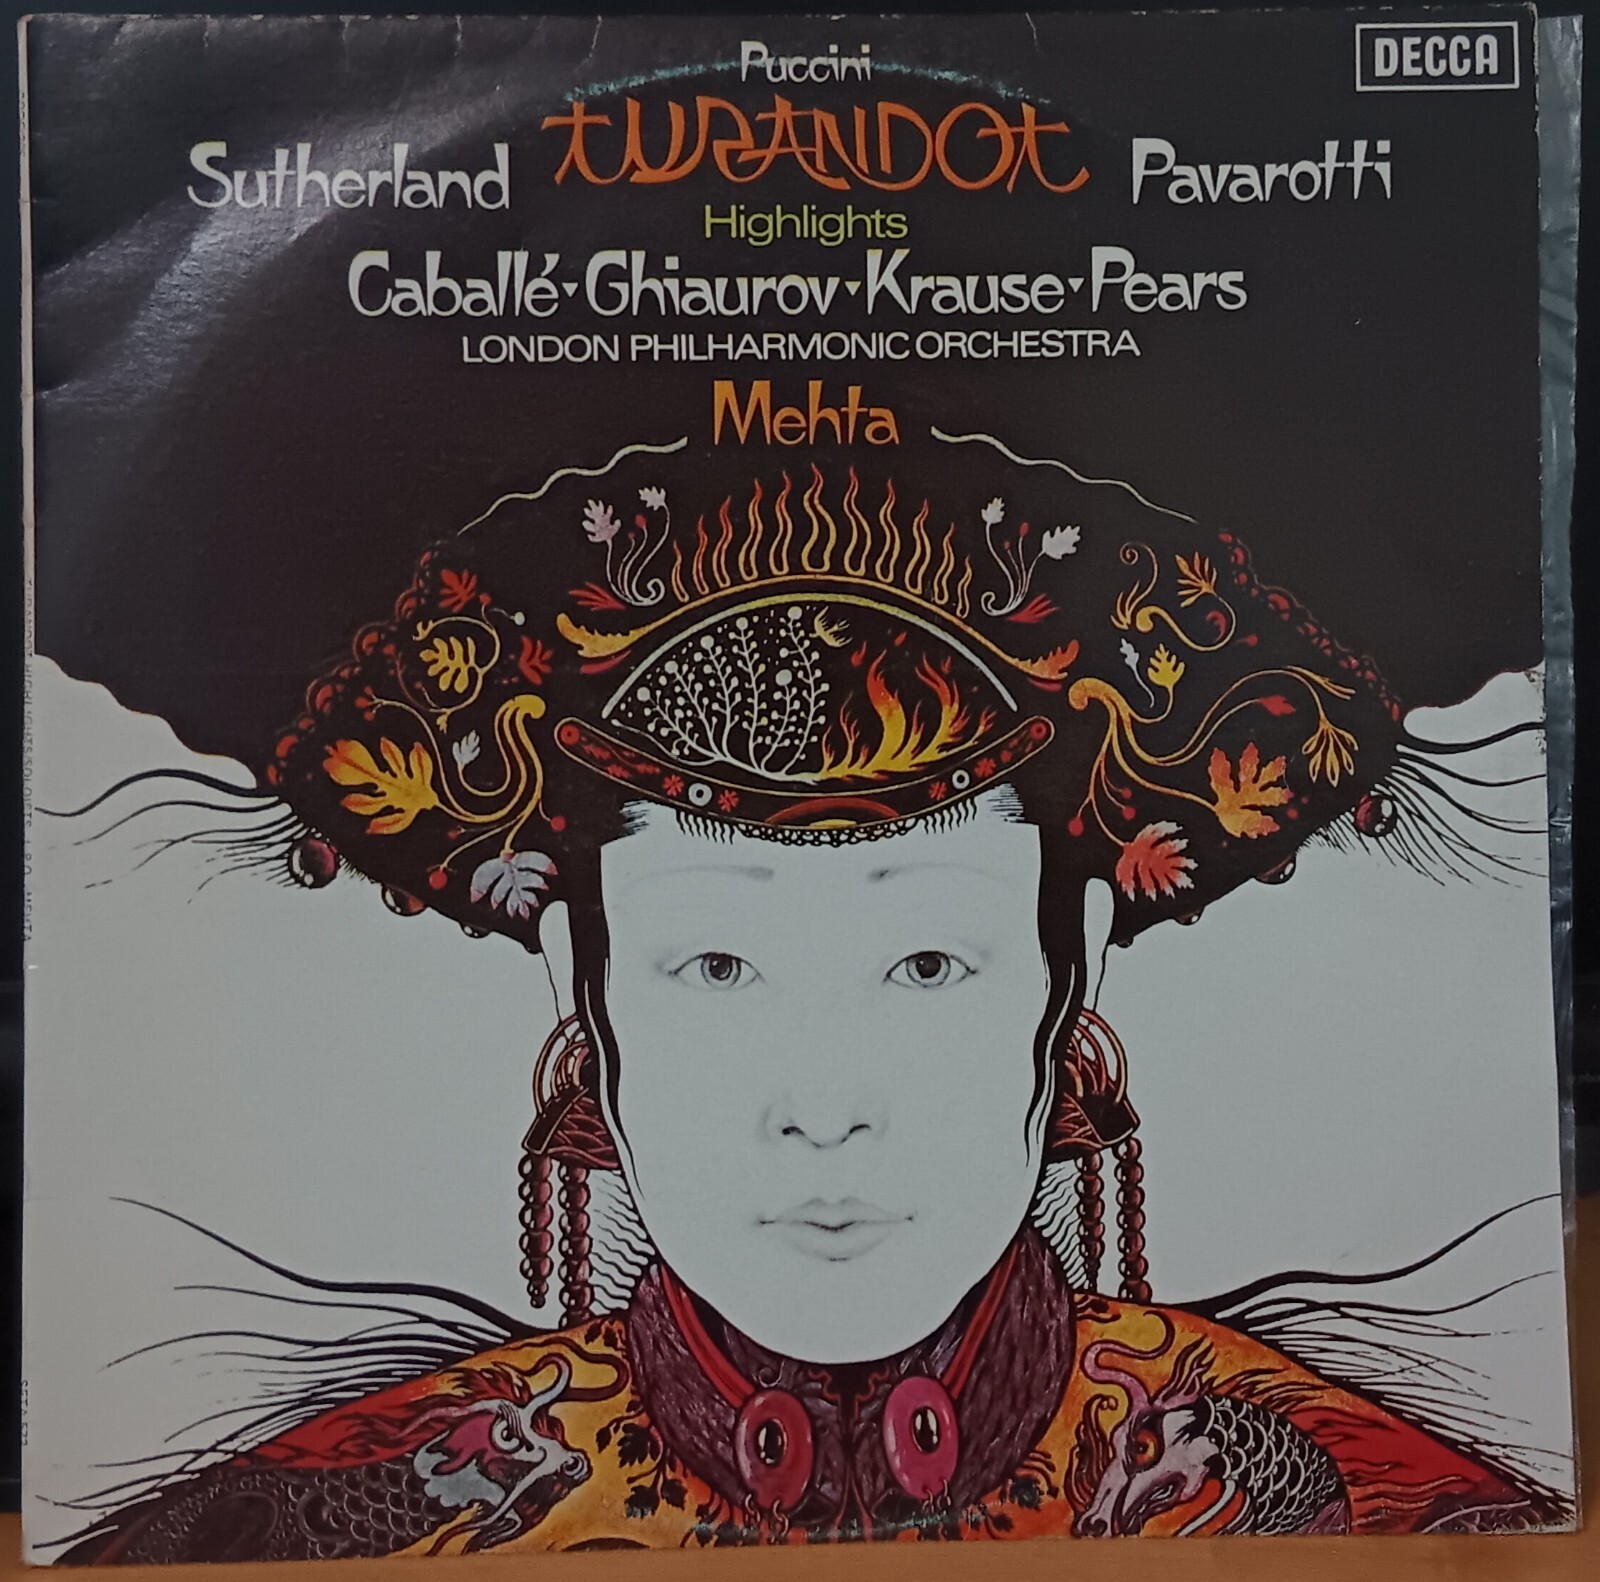 DECCA
Puccini
TURANDOT
Sutherland Pavarotti
Highlights
Caballé · Ghiaurov · Krause · Pears
LONDON PHILHARMONIC ORCHESTRA
Mehta